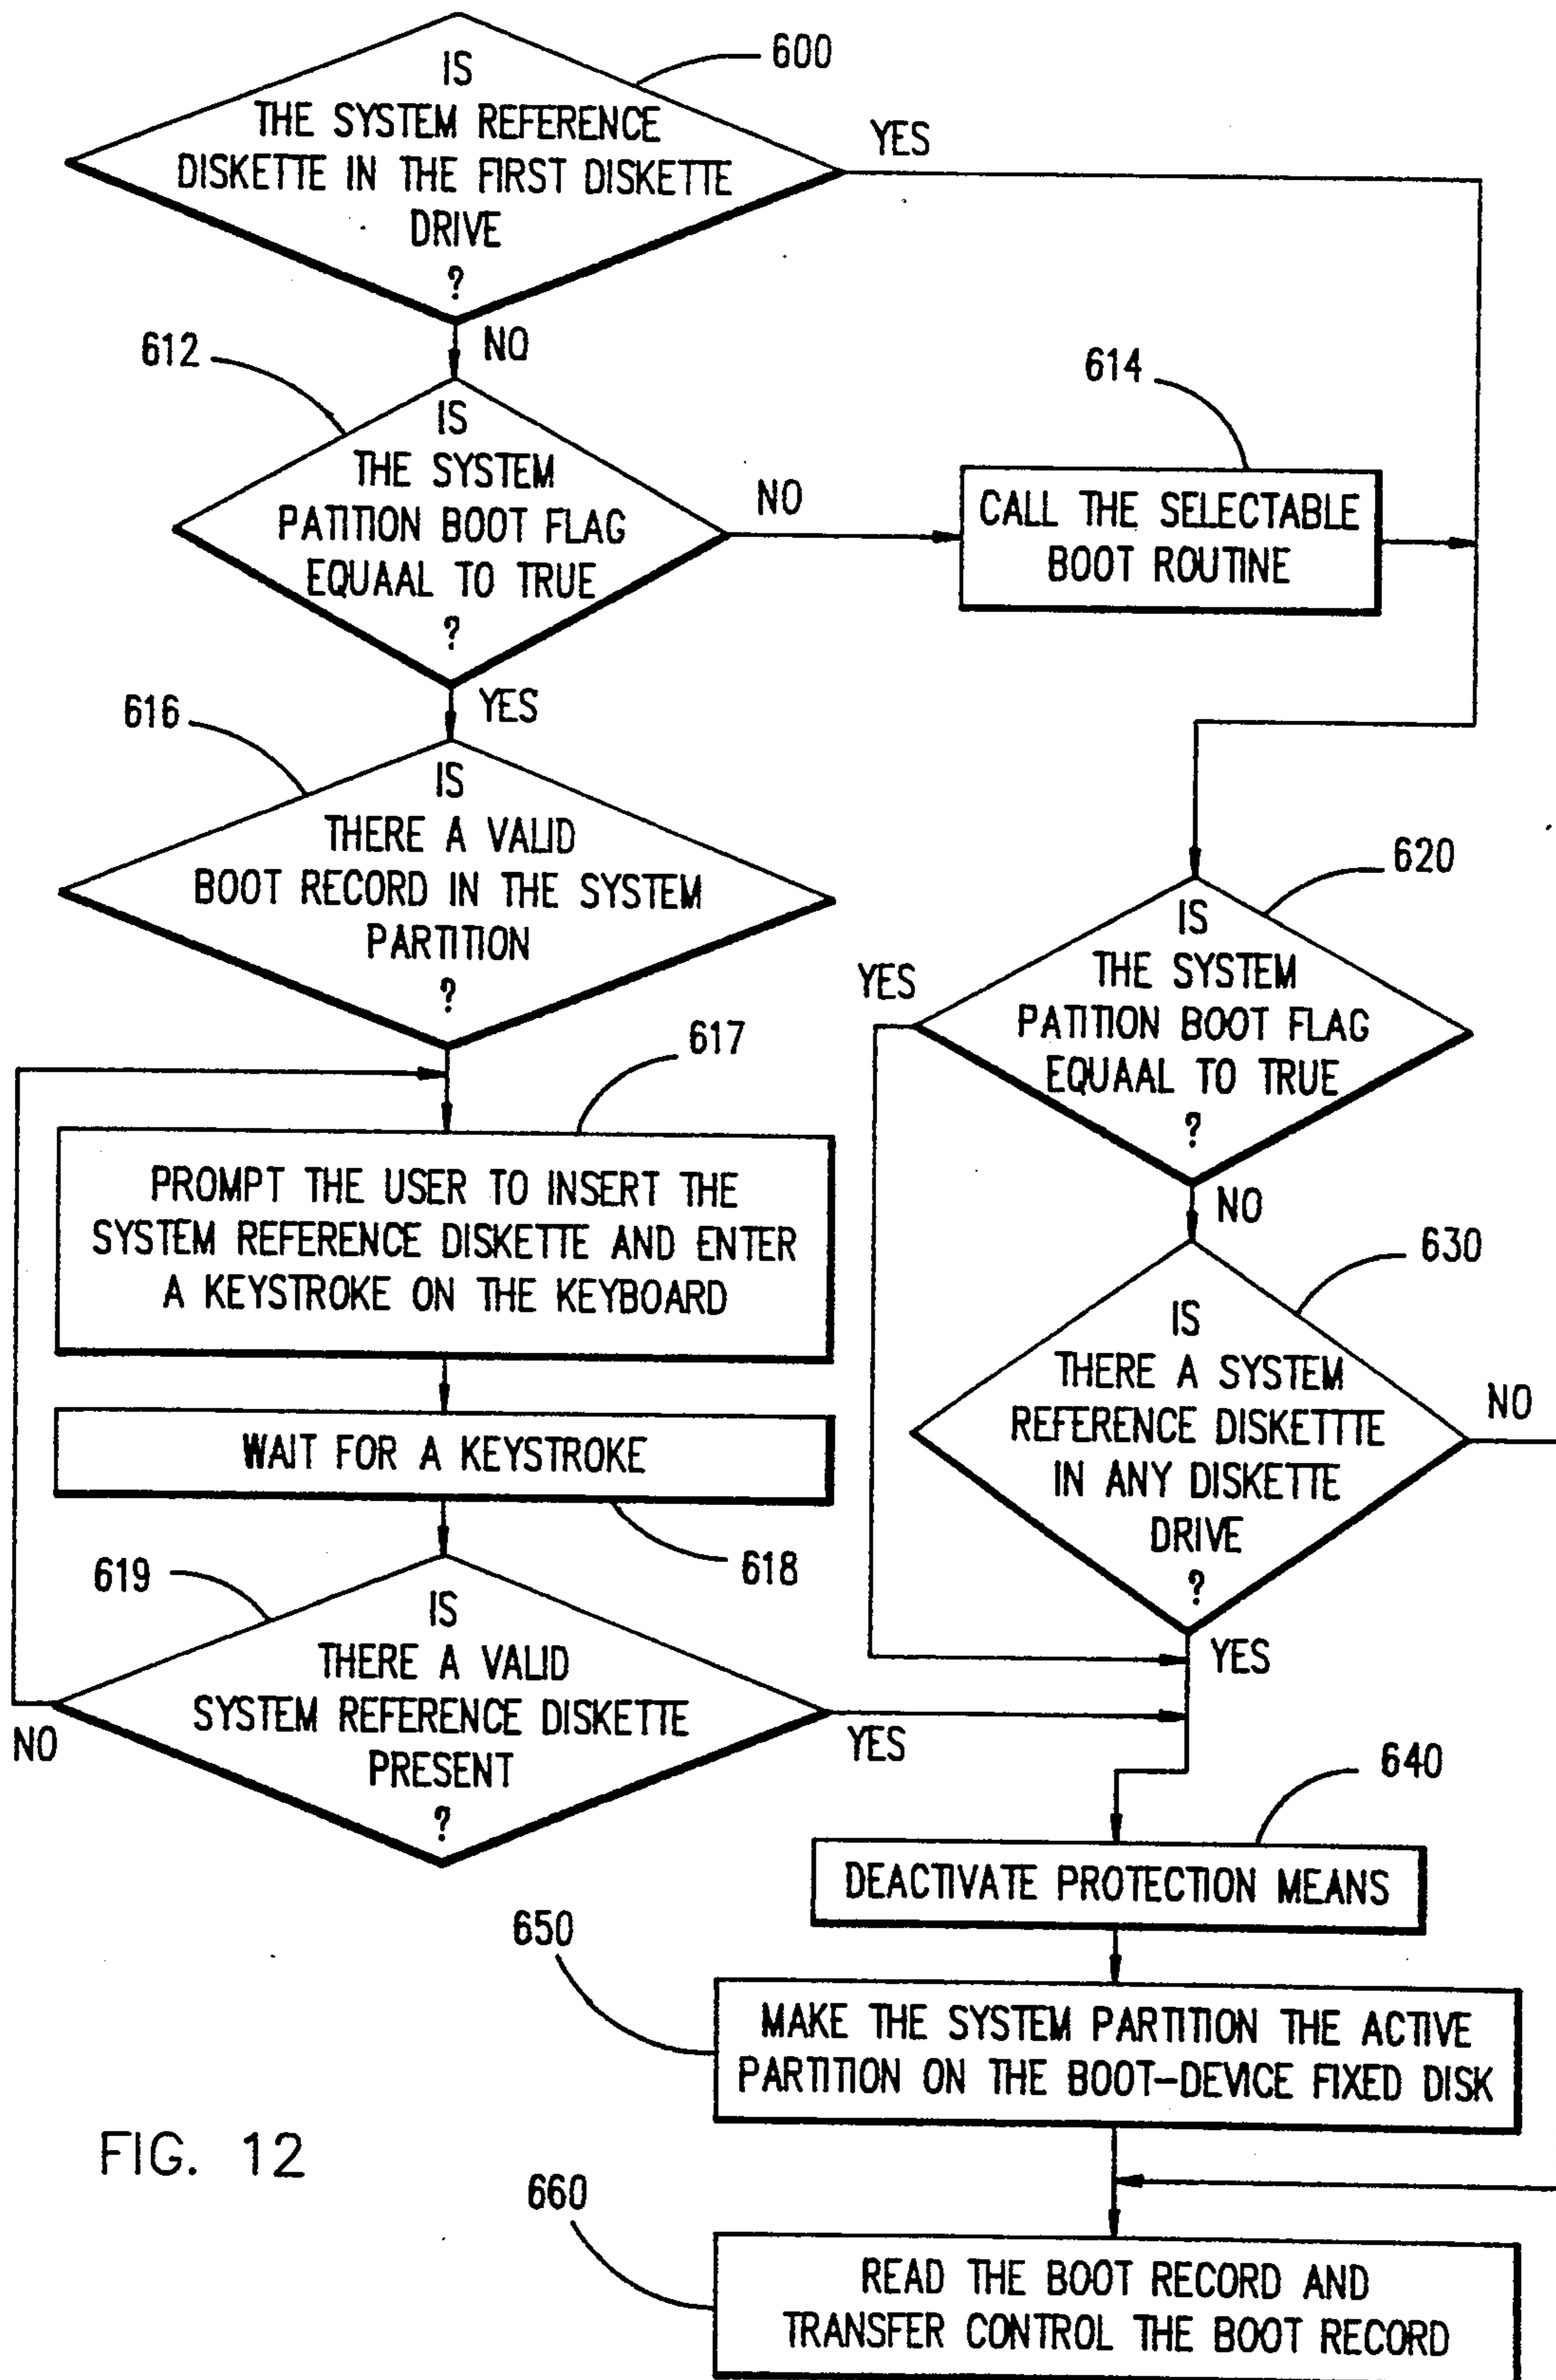 600
IS
THE SYSTEM REFERENCE
DISKETTE IN THE FIRST DISKETTE
DRIVE
?
YES
NO
612
IS
THE SYSTEM
PATITION BOOT FLAG
EQUAAL TO TRUE
?
NO
614
CALL THE SELECTABLE
BOOT ROUTINE
YES
616
IS
THERE A VALID
BOOT RECORD IN THE SYSTEM
PARTITION
?
617
PROMPT THE USER TO INSERT THE
SYSTEM REFERENCE DISKETTE AND ENTER
A KEYSTROKE ON THE KEYBOARD
WAIT FOR A KEYSTROKE
618
619
IS
THERE A VALID
SYSTEM REFERENCE DISKETTE
PRESENT
?
NO
YES
620
IS
THE SYSTEM
PATITION BOOT FLAG
EQUAAL TO TRUE
?
YES
NO
630
IS
THERE A SYSTEM
REFERENCE DISKETTTE
IN ANY DISKETTE
DRIVE
?
NO
YES
640
DEACTIVATE PROTECTION MEANS
650
MAKE THE SYSTEM PARTITION THE ACTIVE
PARTITION ON THE BOOT-DEVICE FIXED DISK
660
READ THE BOOT RECORD AND
TRANSFER CONTROL THE BOOT RECORD
FIG. 12